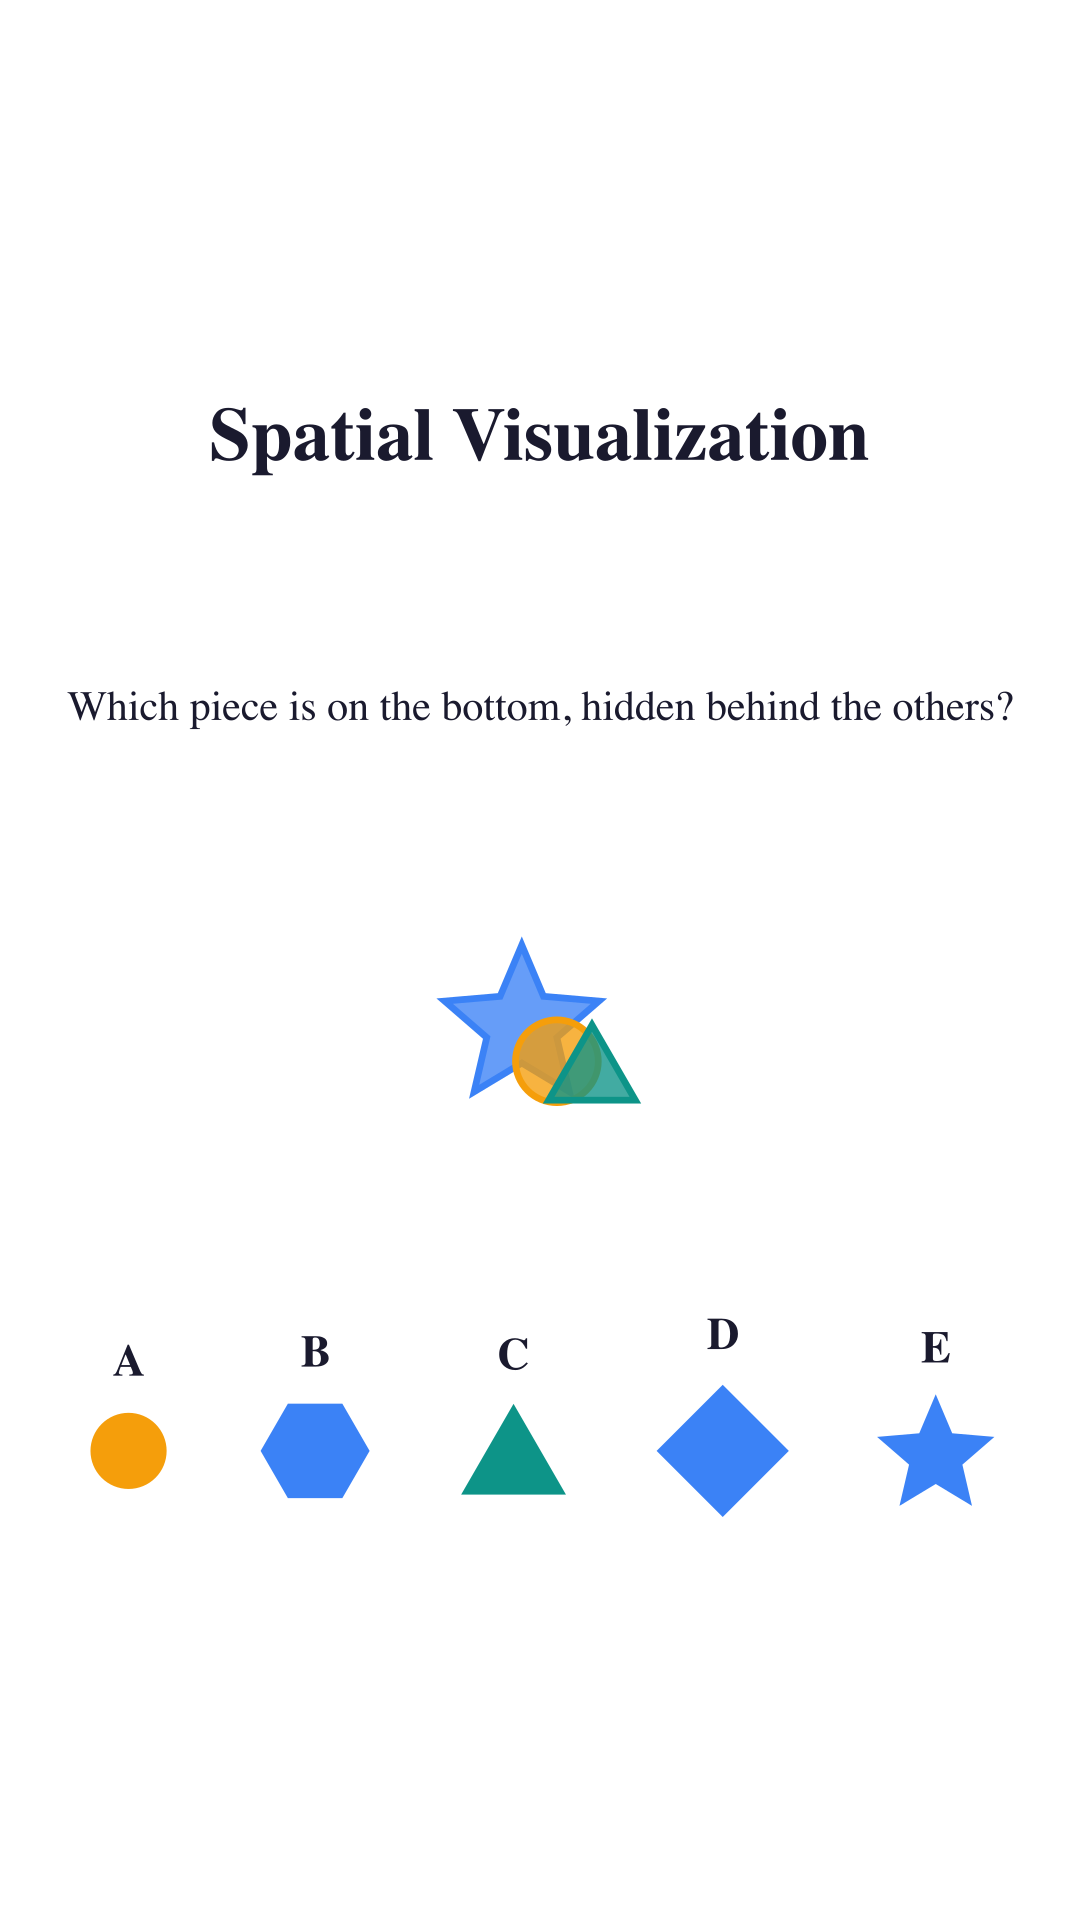 Spatial Visualization
Which piece is on the bottom, hidden behind the others?
A B C D E